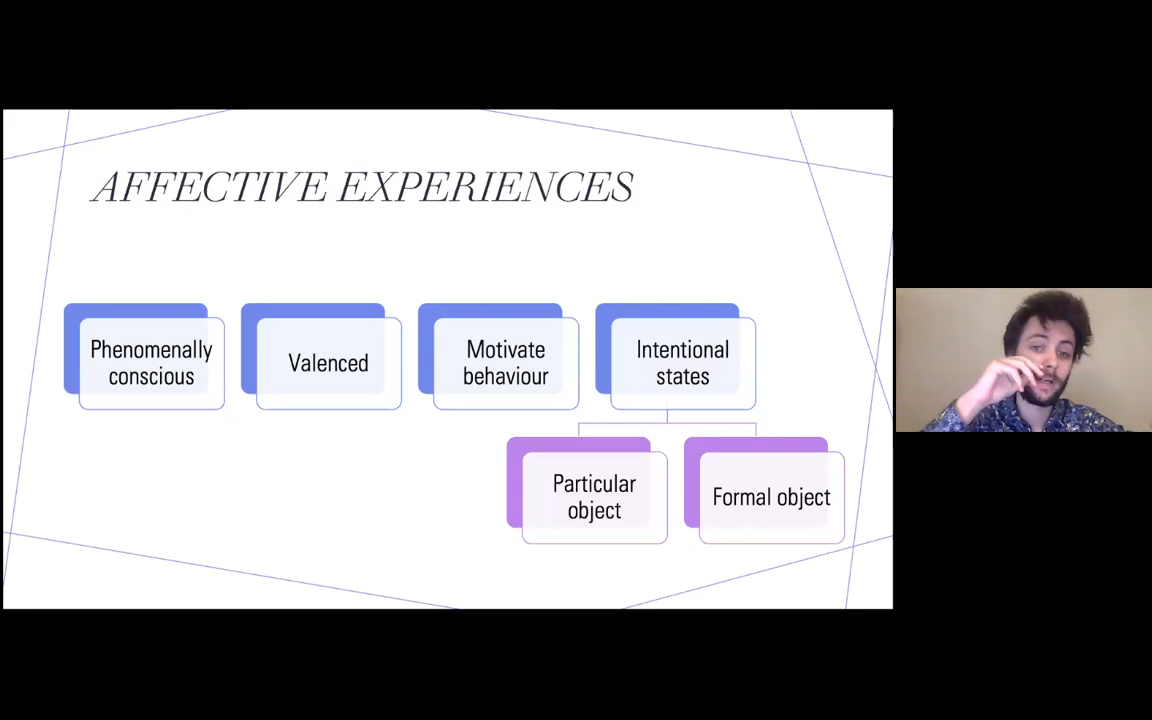 AFFECTIVE EXPERIENCES
Phenomenally
conscious
Valenced
Motivate
behaviour
Intentional
states
Particular
object
Formal object